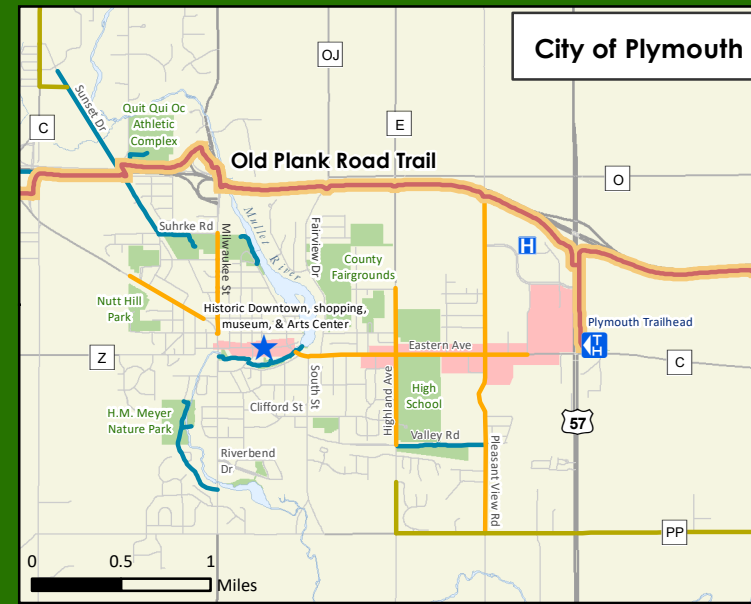 City of Plymouth
OJ
Sunset Dr
Quit Qui Oc
Athletic
Complex
C
E
Old Plank Road Trail
O
Mullet River
Suhrke Rd
Milwaukee St
Fairview Dr
H
County
Fairgrounds
Nutt Hill
Park
Historic Downtown, shopping,
museum, & Arts Center
Plymouth Trailhead
T
H
Eastern Ave
Z
C
South St
Highland Ave
High
School
Clifford St
H.M. Meyer
Nature Park
57
Valley Rd
Pleasant View Rd
Riverbend
Dr
PP
0 0.5 1
Miles